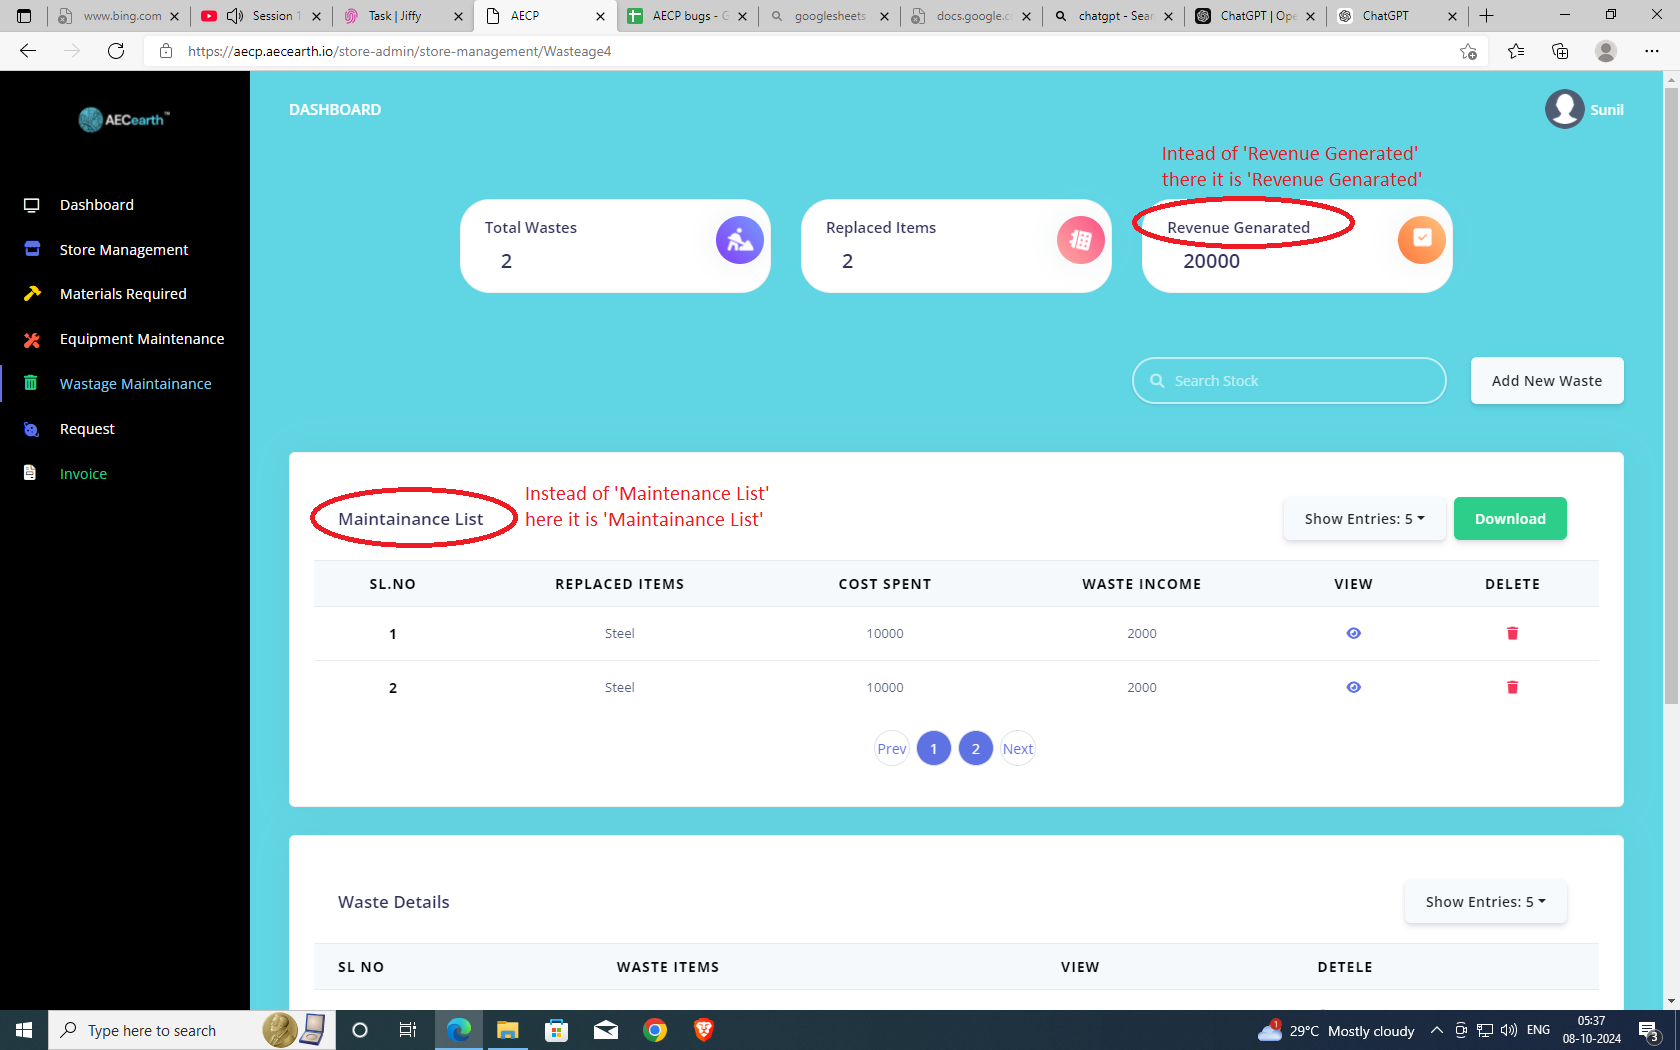 www.bing.com
Session 1
Task | Jiffy
AECP
AECP bugs - G
googlesheets
docs.google.c
chatgpt - Sear
ChatGPT | Ope
ChatGPT
https://aecp.aecearth.io/store-admin/store-management/Wasteage4
AECearth™
DASHBOARD
Sunil
Intead of 'Revenue Generated'
there it is 'Revenue Genarated'
Dashboard
Store Management
Materials Required
Equipment Maintenance
Wastage Maintainance
Request
Invoice
Total Wastes
2
Replaced Items
2
Revenue Genarated
20000
Search Stock
Add New Waste
Maintainance List
Instead of 'Maintenance List'
here it is 'Maintainance List'
Show Entries: 5
Download
SL.NO REPLACED ITEMS COST SPENT WASTE INCOME VIEW DELETE
1 Steel 10000 2000
2 Steel 10000 2000
Prev 1 2 Next
Waste Details
Show Entries: 5
SL NO WASTE ITEMS VIEW DETELE
Type here to search
1
29°C Mostly cloudy
ENG
05:37
08-10-2024
3